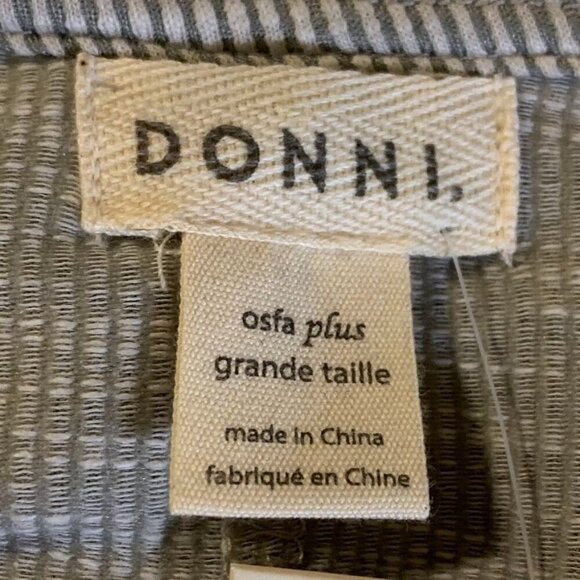 DONNI.
osfa plus
grande taille
made in China
fabriqué en Chine